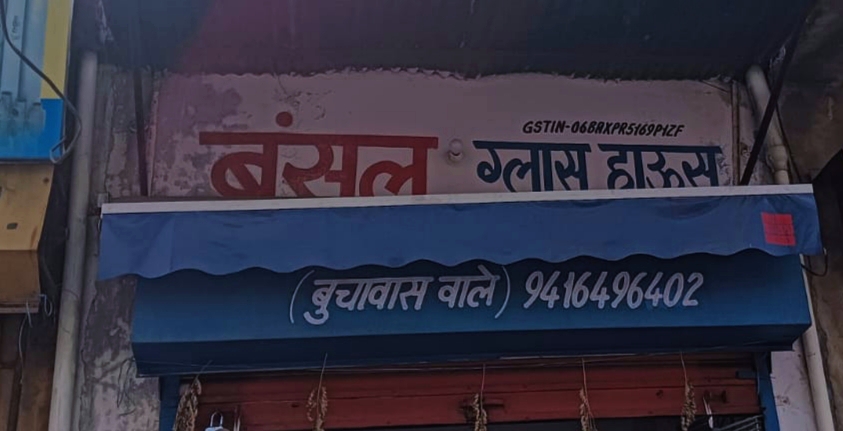 GSTIN-06BAXPR5169P1ZF
बंसल ग्लास हाऊस
(बुचावास वाले) 9416496402